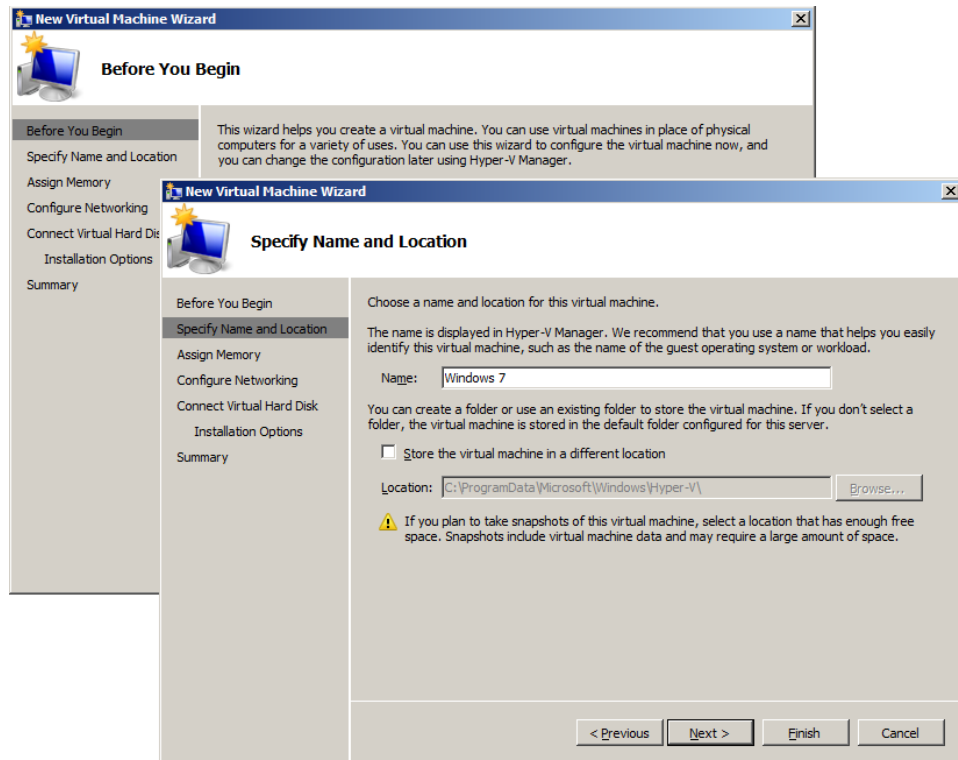 New Virtual Machine Wizard
Before You Begin
Before You Begin
Specify Name and Location
Assign Memory
Configure Networking
Connect Virtual Hard Dis
Installation Options
Summary
This wizard helps you create a virtual machine. You can use virtual machines in place of physical
computers for a variety of uses. You can use this wizard to configure the virtual machine now, and
you can change the configuration later using Hyper-V Manager.
New Virtual Machine Wizard
Specify Name and Location
Before You Begin
Specify Name and Location
Assign Memory
Configure Networking
Connect Virtual Hard Disk
Installation Options
Summary
Choose a name and location for this virtual machine.
The name is displayed in Hyper-V Manager. We recommend that you use a name that helps you easily
identify this virtual machine, such as the name of the guest operating system or workload.
Name: Windows 7
You can create a folder or use an existing folder to store the virtual machine. If you don't select a
folder, the virtual machine is stored in the default folder configured for this server.
Store the virtual machine in a different location
Location: C:\ProgramData\Microsoft\Windows\Hyper-V\ Browse...
If you plan to take snapshots of this virtual machine, select a location that has enough free
space. Snapshots include virtual machine data and may require a large amount of space.
< Previous Next > Finish Cancel